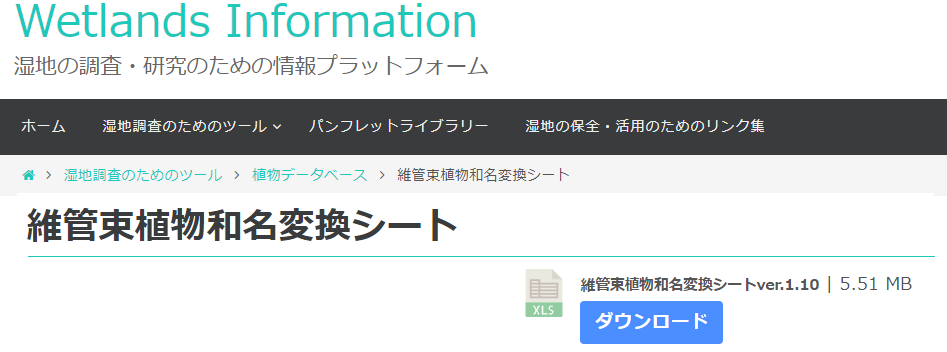 Wetlands Information
湿地の調査・研究のための情報プラットフォーム
ホーム 湿地調査のためのツール パンフレットライブラリー 湿地の保全・活用のためのリンク集
湿地調査のためのツール > 植物データベース > 維管束植物和名変換シート
維管束植物和名変換シート
XLS
維管束植物和名変換シートver.1.10 | 5.51 MB
ダウンロード